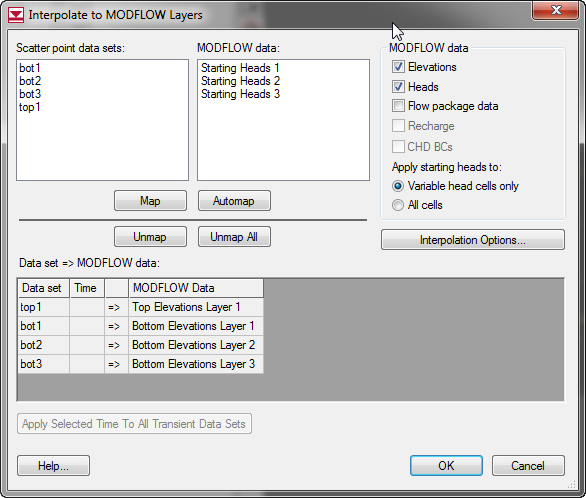 Interpolate to MODFLOW Layers
Scatter point data sets:
bot1
bot2
bot3
top1
MODFLOW data:
Starting Heads 1
Starting Heads 2
Starting Heads 3
MODFLOW data
Elevations
Heads
Flow package data
Recharge
CHD BCs
Apply starting heads to:
Variable head cells only
All cells
Map
Automap
Unmap
Unmap All
Interpolation Options...
Data set => MODFLOW data:
Data set Time MODFLOW Data
top1 => Top Elevations Layer 1
bot1 => Bottom Elevations Layer 1
bot2 => Bottom Elevations Layer 2
bot3 => Bottom Elevations Layer 3
Apply Selected Time To All Transient Data Sets
Help...
OK
Cancel